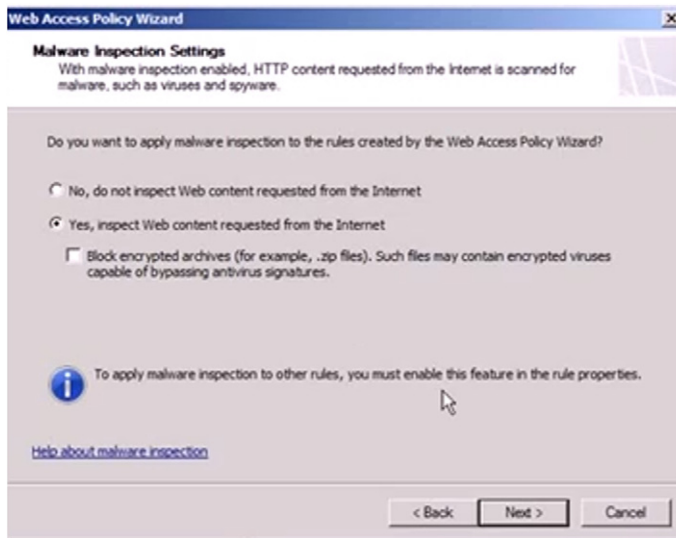 Web Access Policy Wizard
Malware Inspection Settings
With malware inspection enabled, HTTP content requested from the Internet is scanned for
malware, such as viruses and spyware.
Do you want to apply malware inspection to the rules created by the Web Access Policy Wizard?
No, do not inspect Web content requested from the Internet
Yes, inspect Web content requested from the Internet
Block encrypted archives (for example, .zip files). Such files may contain encrypted viruses
capable of bypassing antivirus signatures.
To apply malware inspection to other rules, you must enable this feature in the rule properties.
Help about malware inspection
< Back Next > Cancel